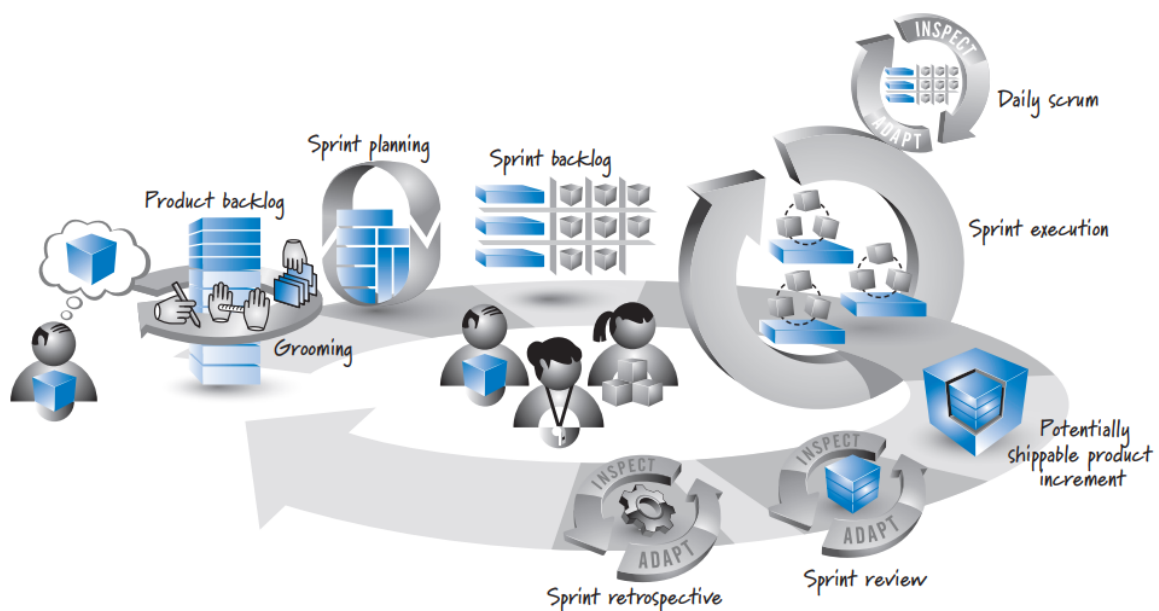 INSPECT
ADAPT
Daily scrum
Sprint planning
Sprint backlog
Product backlog
Sprint execution
Grooming
Potentially
shippable product
increment
INSPECT
ADAPT
Sprint review
INSPECT
ADAPT
Sprint retrospective